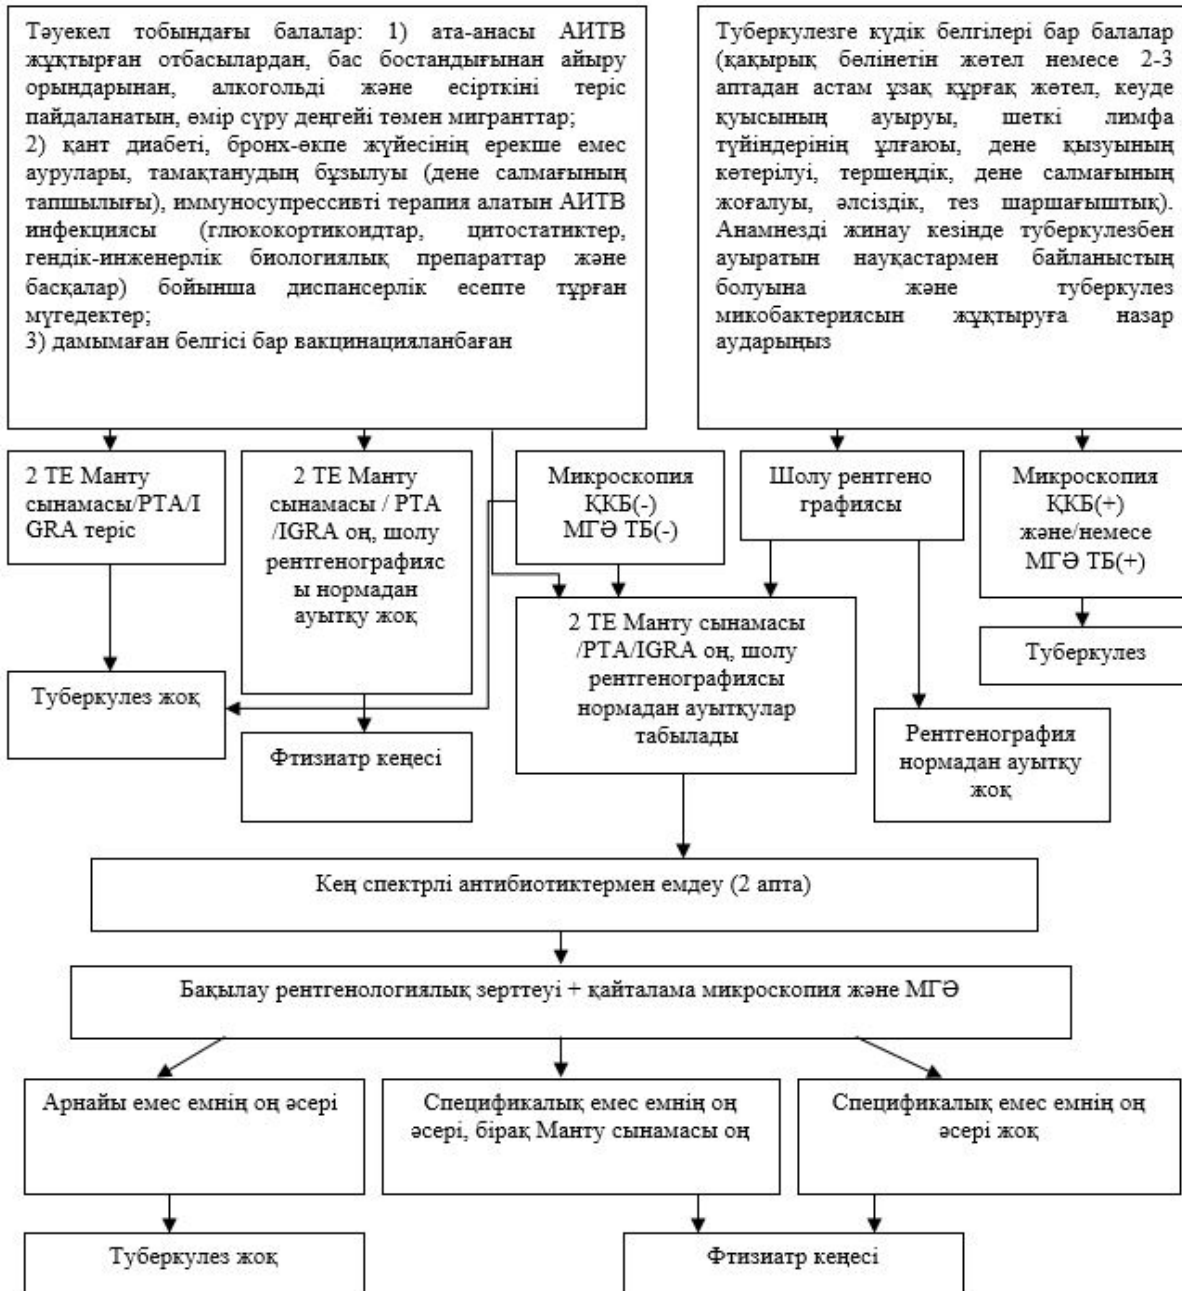 Тәуекел тобындағы балалар: 1) ата-анасы АИТВ
жұқтырған отбасылардан, бас бостандығынан айыру
орындарынан, алкогольді және есірткіні теріс
пайдаланатын, өмір сүру деңгейі төмен мигранттар;
2) қант диабеті, бронх-өкпе жүйесінің ерекше емес
аурулары, тамақтанудың бұзылуы (дене салмағының
тапшылығы), иммуносупрессивті терапия алатын АИТВ
инфекциясы (глюкокортикоидтар, цитостатиктер,
гендік-инженерлік биологиялық препараттар және
басқалар) бойынша диспансерлік есепте тұрған
мүгедектер;
3) дамымаған белгісі бар вакцинацияланбаған
Туберкулезге күдік белгілері бар балалар
(қақырық бөлінетін жөтел немесе 2-3
аптадан астам ұзақ құрғақ жөтел, кеуде
қуысының ауыруы, шеткі лимфа
түйіндерінің ұлғаюы, дене қызуының
көтерілуі, тершеңдік, дене салмағының
жоғалуы, әлсіздік, тез шаршағыштық).
Анамнезді жинау кезінде туберкулезбен
ауыратын науқастармен байланыстың
болуына және туберкулез
микобактериясын жұқтыруға назар
аударыңыз
2 ТЕ Манту
сынамасы/РТА/I
GRA теріс
2 ТЕ Манту
сынамасы / РТА
/IGRA оң, шолу
рентгенографияс
ы нормадан
ауытқу жоқ
Микроскопия
ҚКБ(-)
МГӘ ТБ(-)
Шолу рентгено
графиясы
Микроскопия
ҚКБ(+)
және/немесе
МГӘ ТБ(+)
2 ТЕ Манту сынамасы
/РТА/IGRA оң, шолу
рентгенографиясы
нормадан ауытқулар
табылады
Туберкулез
Туберкулез жоқ
Фтизиатр кеңесі
Рентгенография
нормадан ауытқу
жоқ
Кең спектрлі антибиотиктермен емдеу (2 апта)
Бақылау рентгенологиялық зерттеуі + қайталама микроскопия және МГӘ
Арнайы емес емнің оң әсері
Спецификалық емес емнің оң
әсері, бірақ Манту сынамасы оң
Спецификалық емес емнің оң
әсері жоқ
Туберкулез жоқ
Фтизиатр кеңесі